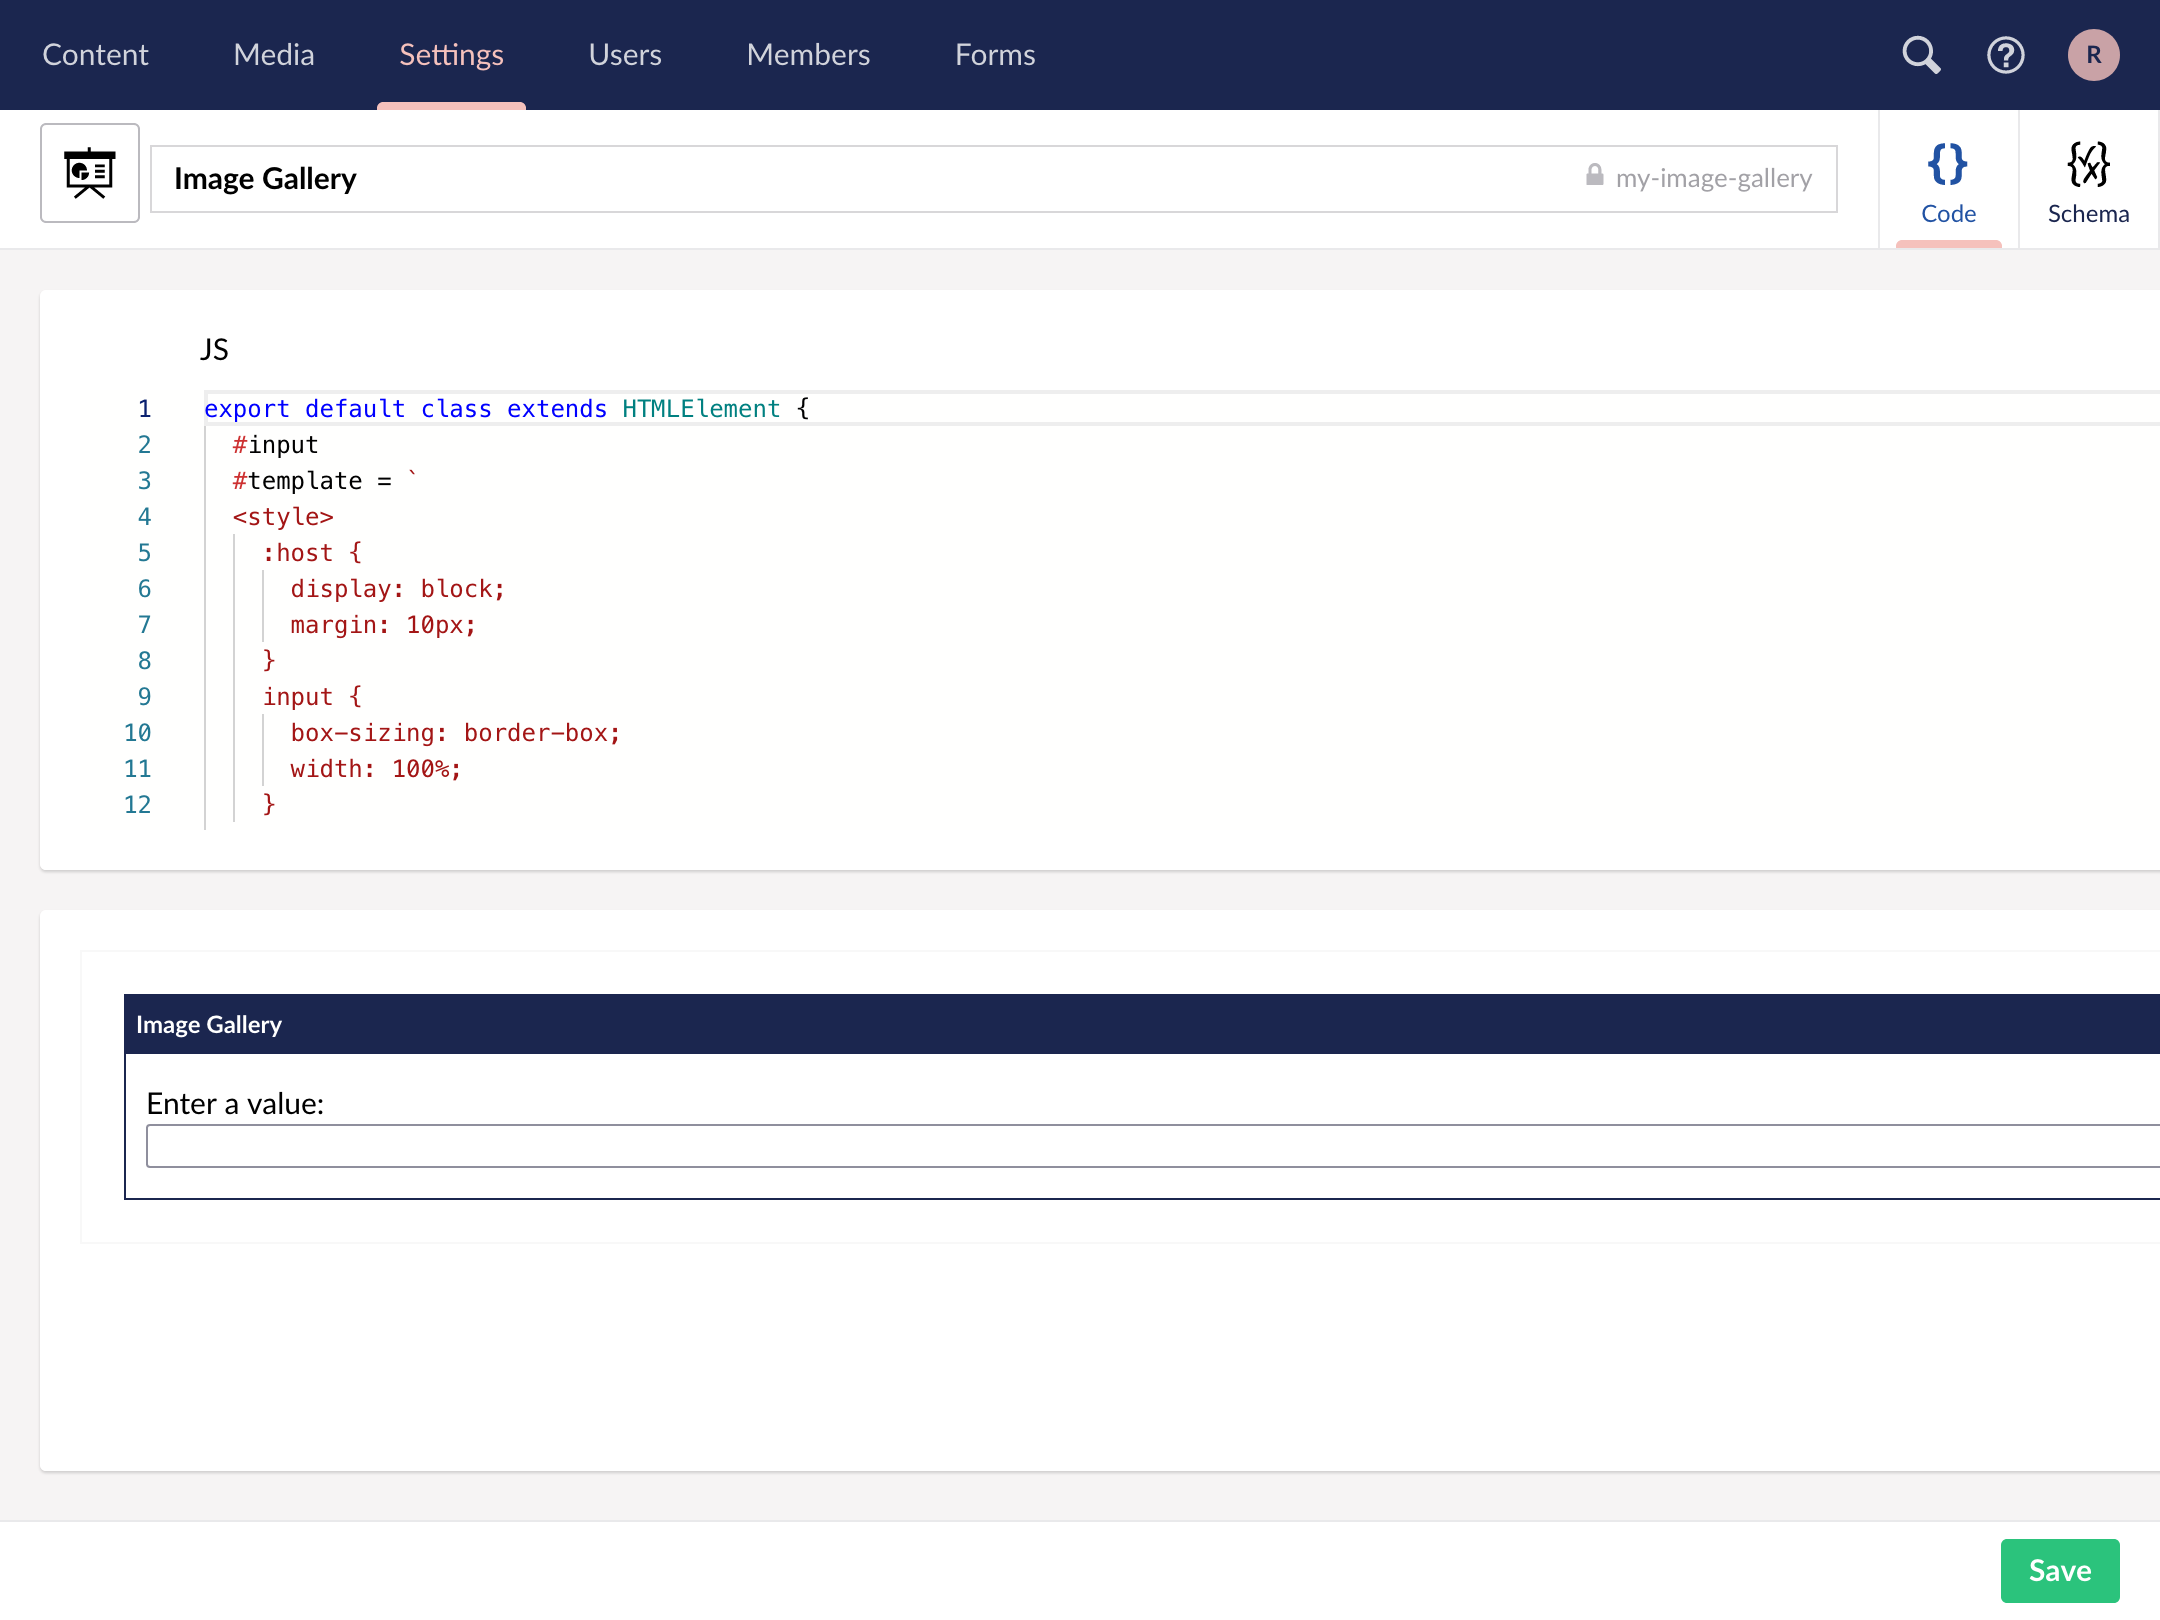 Content Media Settings Users Members Forms R
Image Gallery my-image-gallery
Code Schema
JS
1 export default class extends HTMLElement {
2 #input
3 #template = `
4 <style>
5 :host {
6 display: block;
7 margin: 10px;
8 }
9 input {
10 box-sizing: border-box;
11 width: 100%;
12 }
Image Gallery
Enter a value:
Save